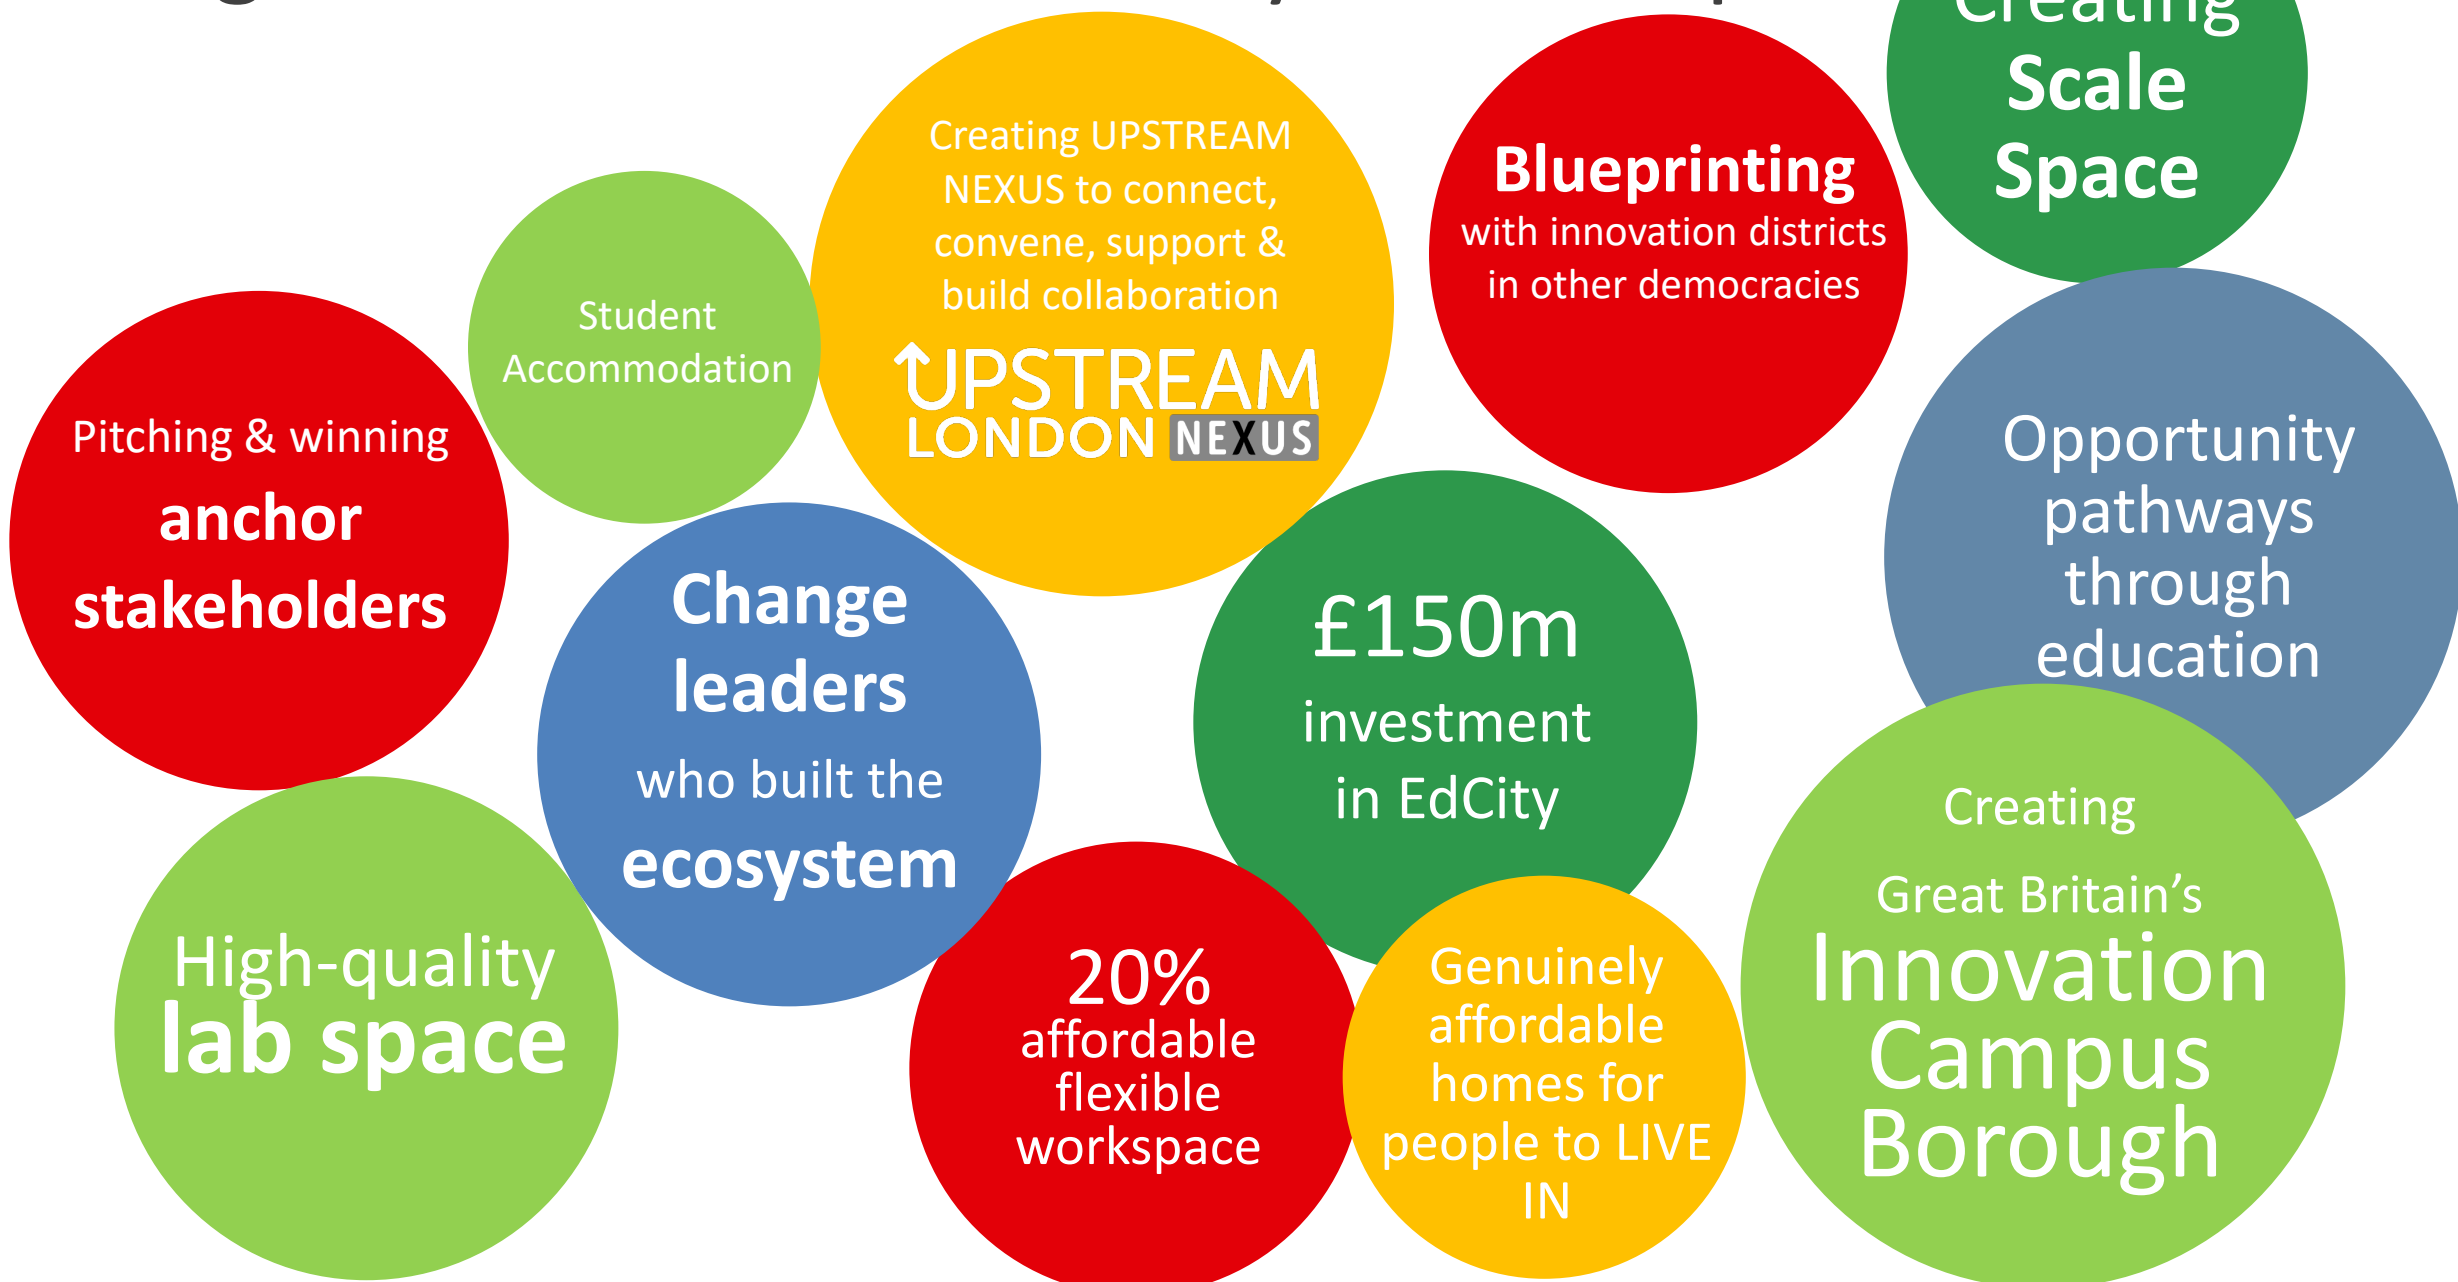 Creating
Scale
Space
Creating UPSTREAM
NEXUS to connect,
convene, support &
build collaboration
UPSTREAM
LONDON NEXUS
Blueprinting
with innovation districts
in other democracies
Student
Accommodation
Pitching & winning
anchor
stakeholders
Opportunity
pathways
through
education
Change
leaders
who built the
ecosystem
£150m
investment
in EdCity
Creating
Great Britain’s
Innovation
Campus
Borough
High-quality
lab space
20%
affordable
flexible
workspace
Genuinely
affordable
homes for
people to LIVE
IN